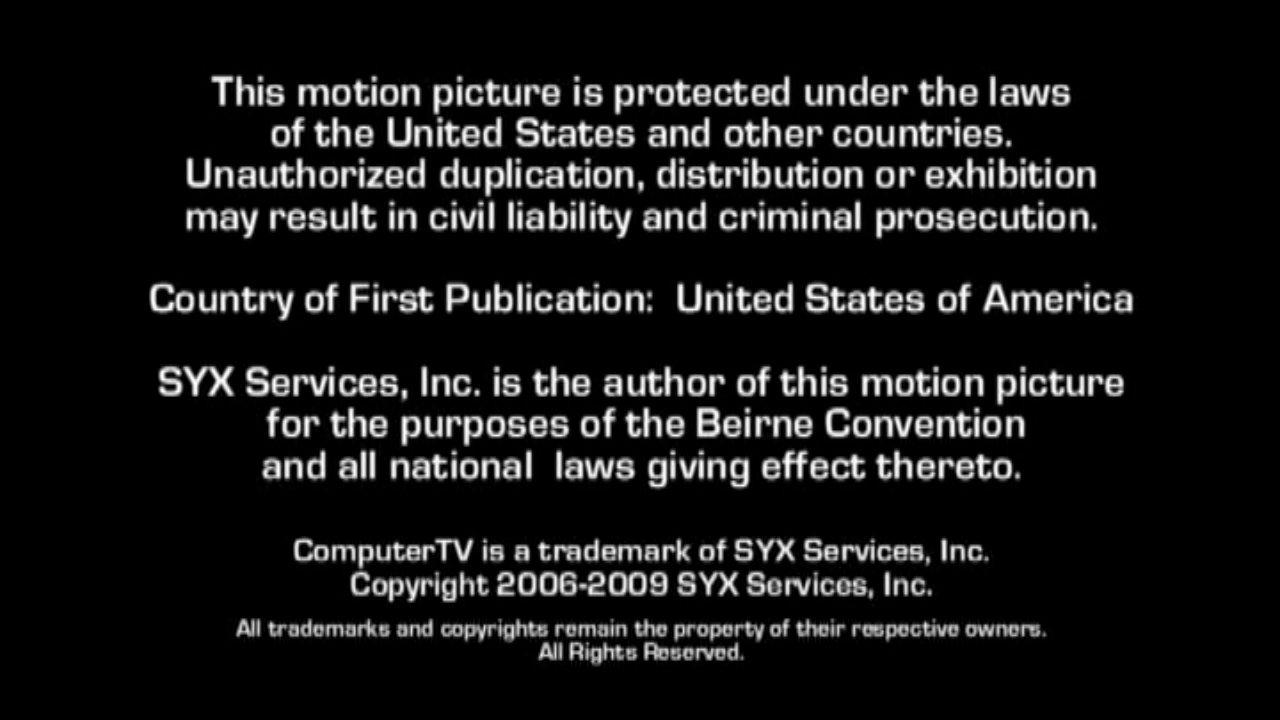 This motion picture is protected under the laws
of the United States and other countries.
Unauthorized duplication, distribution or exhibition
may result in civil liability and criminal prosecution.
Country of First Publication:  United States of America
SYX Services, Inc. is the author of this motion picture
for the purposes of the Beirne Convention
and all national  laws giving effect thereto.
ComputerTV is a trademark of SYX Services, Inc.
Copyright 2006-2009 SYX Services, Inc.
All trademarks and copyrights remain the property of their respective owners.
All Rights Reserved.